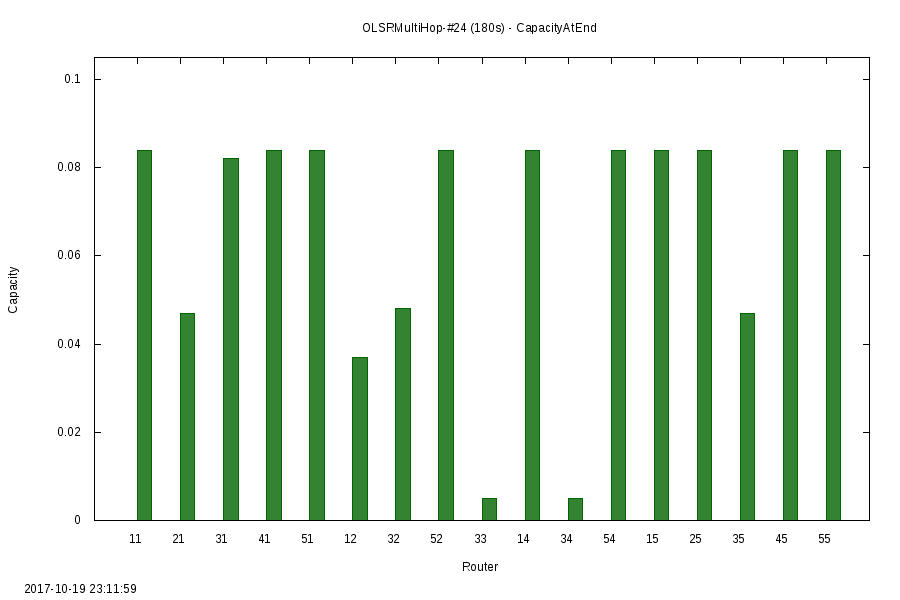 OLSRMultiHop-#24 (180s) - CapacityAtEnd
0.1
0.08
0.06
0.04
0.02
0
Capacity
11 21 31 41 51 12 32 52 33 14 34 54 15 25 35 45 55
Router
2017-10-19 23:11:59